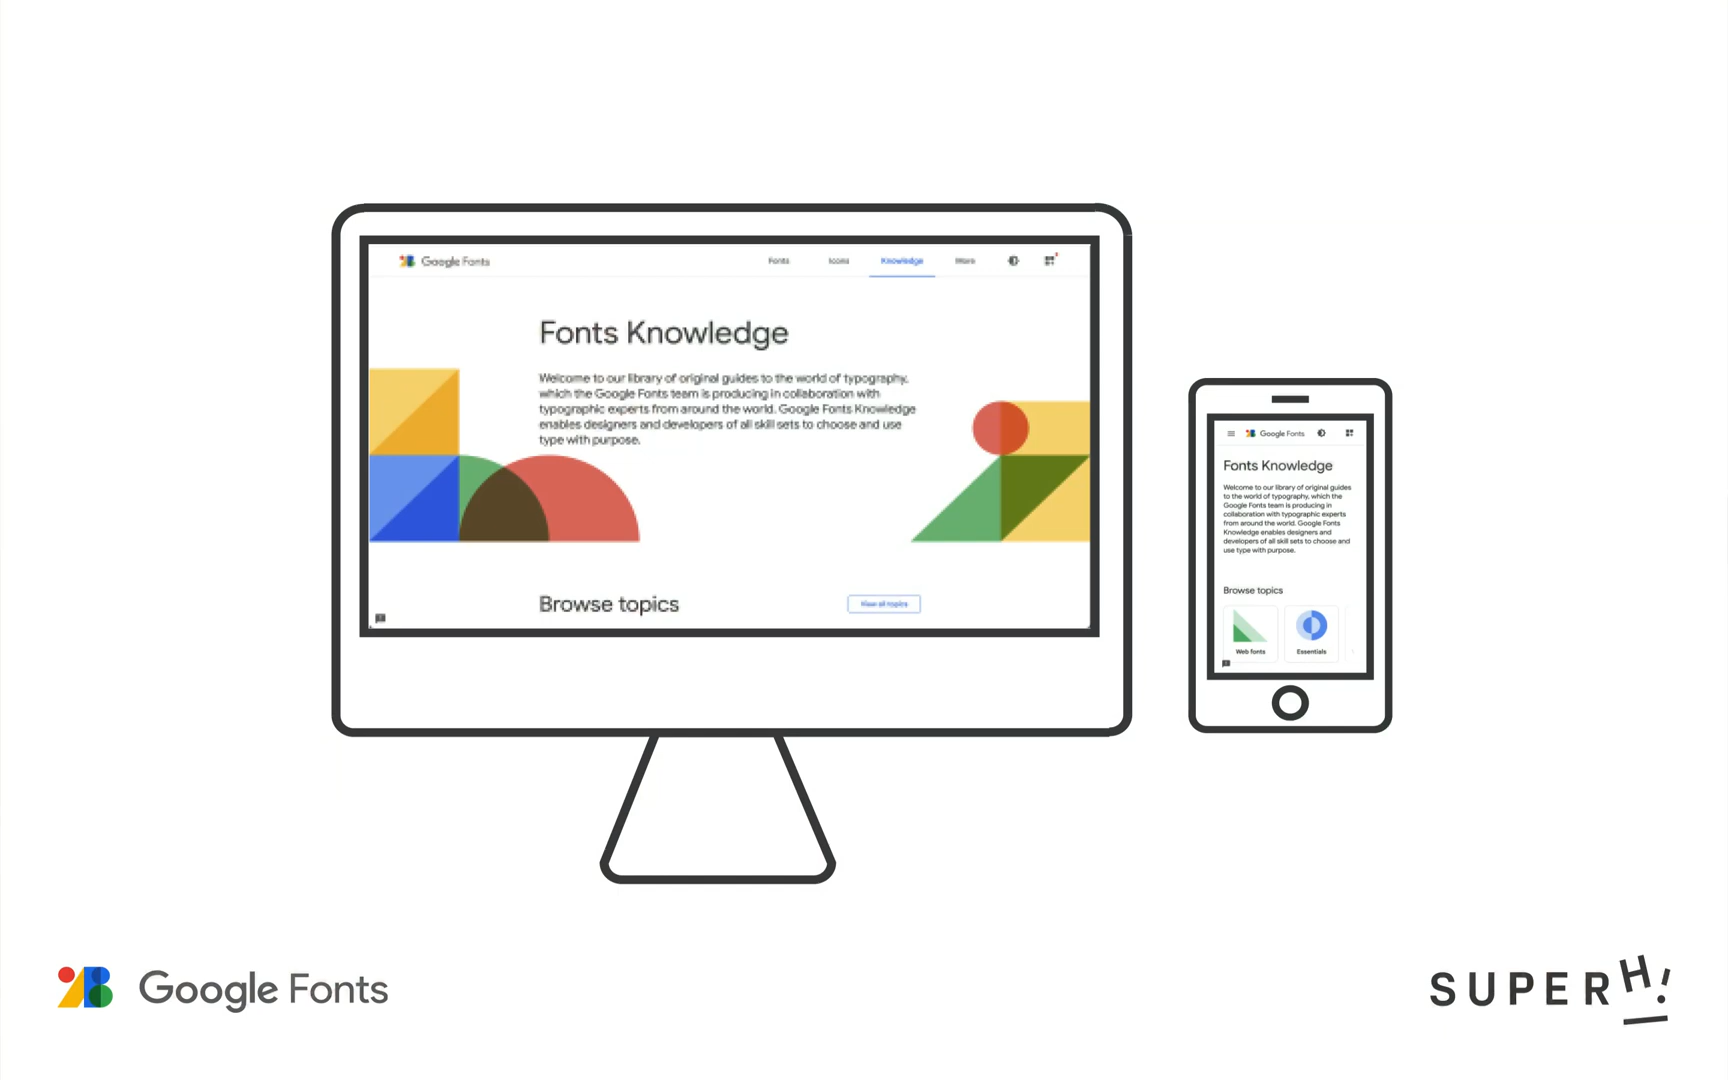 Google Fonts
Fonts Icons Knowledge More
Fonts Knowledge
Welcome to our library of original guides to the world of typography,
which the Google Fonts team is producing in collaboration with
typographic experts from around the world. Google Fonts Knowledge
enables designers and developers of all skill sets to choose and use
type with purpose.
Browse topics
View all topics
Google Fonts
Fonts Knowledge
Welcome to our library of original guides
to the world of typography, which the
Google Fonts team is producing in
collaboration with typographic experts
from around the world. Google Fonts
Knowledge enables designers and
developers of all skill sets to choose and
use type with purpose.
Browse topics
Web fonts
Essentials
Google Fonts
SUPERH!